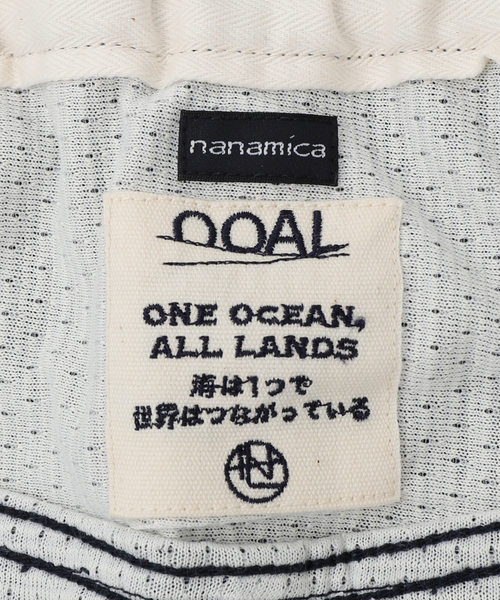 nanamica
OOAL
ONE OCEAN,
ALL LANDS
海は1つで
世界はつながっている